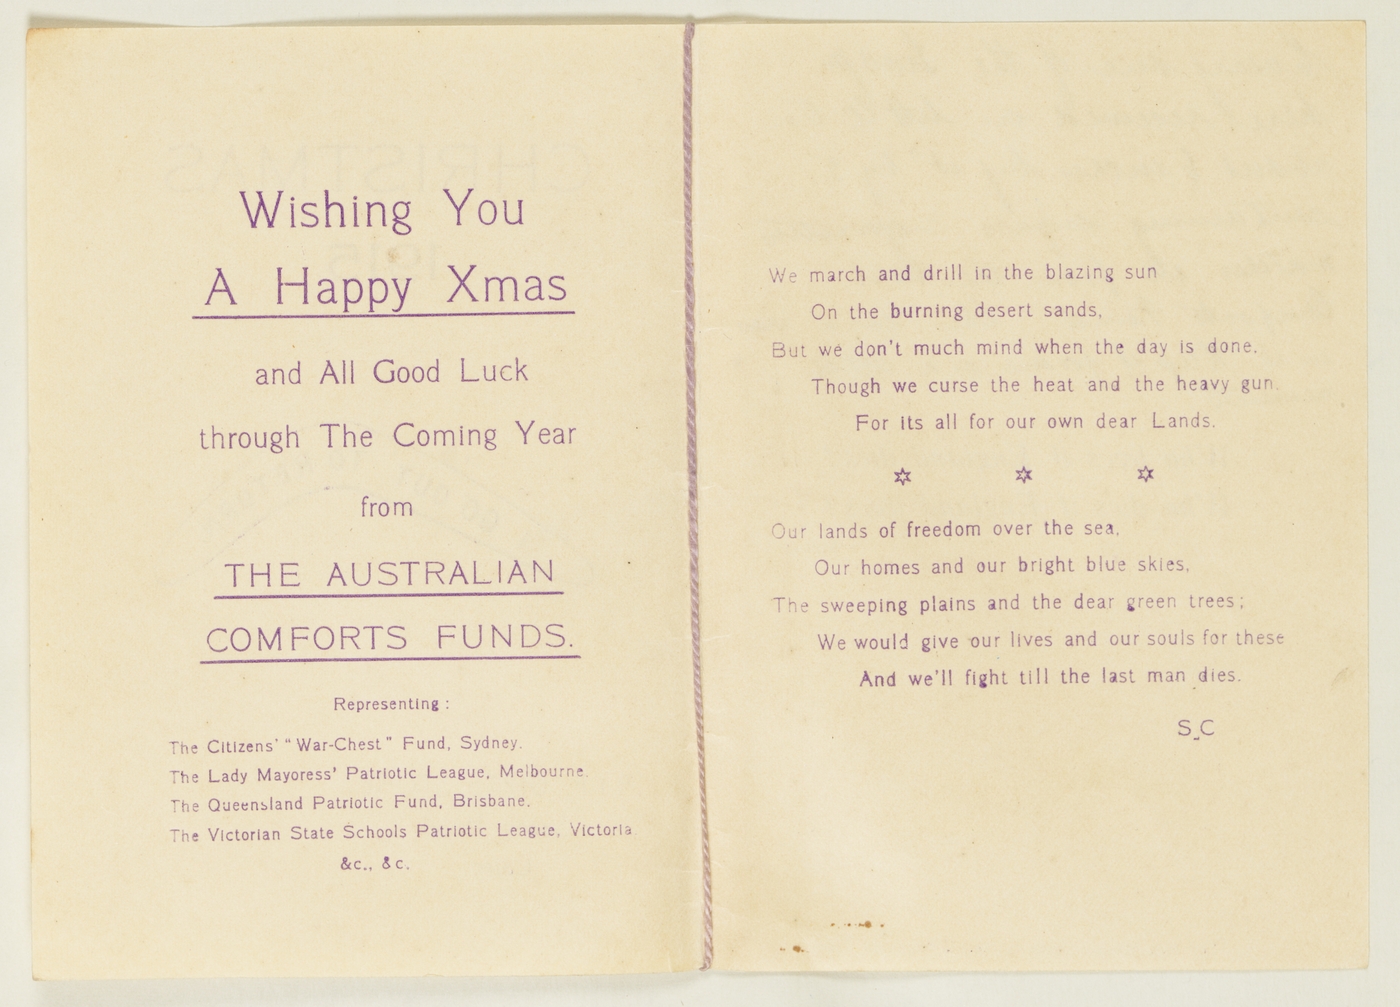 Wishing You
A Happy Xmas
and All Good Luck
through The Coming Year
from
THE AUSTRALIAN
COMFORTS FUNDS.
Representing:
The Citizens' "War-Chest" Fund, Sydney.
The Lady Mayoress' Patriotic League, Melbourne.
The Queensland Patriotic Fund, Brisbane.
The Victorian State Schools Patriotic League, Victoria.
&c., &c.
We march and drill in the blazing sun
On the burning desert sands,
But we don't much mind when the day is done,
Though we curse the heat and the heavy gun.
For its all for our own dear Lands.
Our lands of freedom over the sea,
Our homes and our bright blue skies,
The sweeping plains and the dear green trees;
We would give our lives and our souls for these
And we'll fight till the last man dies.
S_C